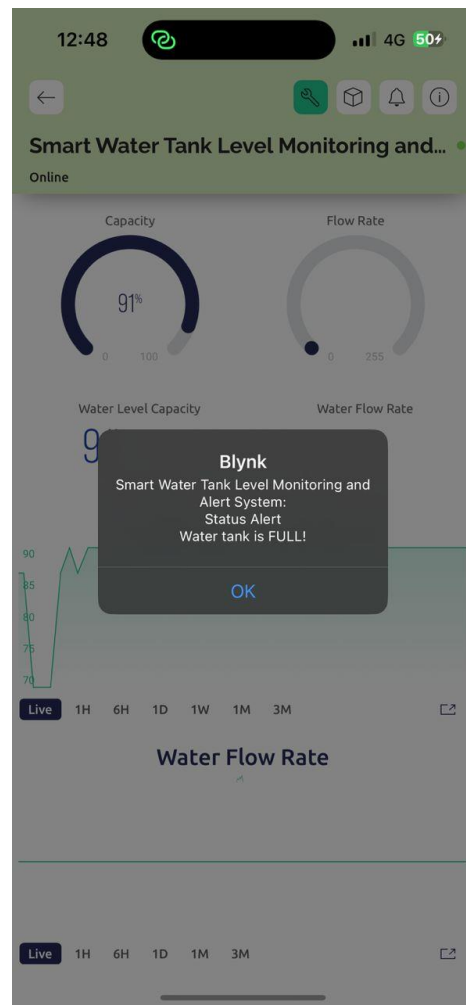 12:48
4G 50
Smart Water Tank Level Monitoring and...
Online
Capacity
Flow Rate
91%
0 100
0 255
Water Level Capacity
Water Flow Rate
9
Blynk
Smart Water Tank Level Monitoring and
Alert System:
Status Alert
Water tank is FULL!
OK
90
85
80
75
70
Live 1H 6H 1D 1W 1M 3M
Water Flow Rate
Live 1H 6H 1D 1M 3M